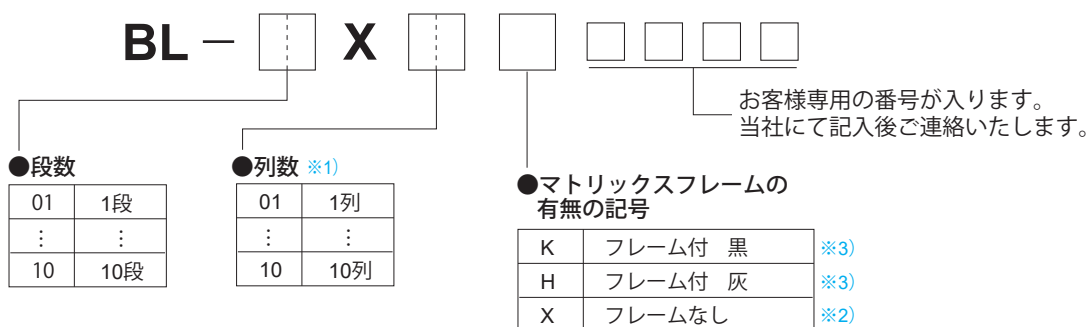 BL－ X
お客様専用の番号が入ります。
当社にて記入後ご連絡いたします。
●段数
01 1段
⋮ ⋮
10 10段
●列数 ※1)
01 1列
⋮ ⋮
10 10列
●マトリックスフレームの
有無の記号
K フレーム付　黒 ※3)
H フレーム付　灰 ※3)
X フレームなし ※2)